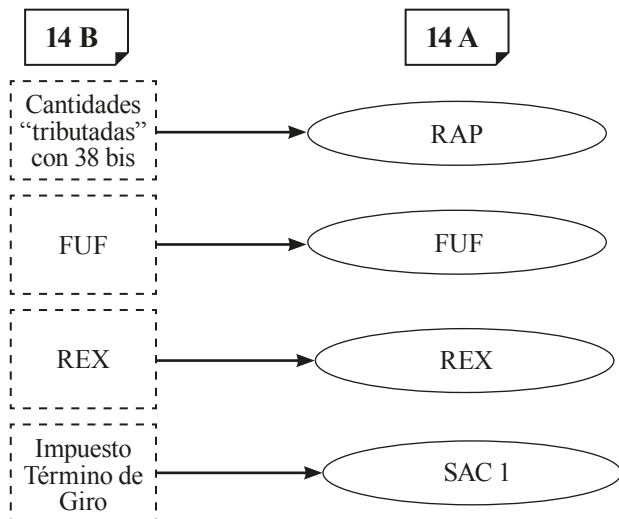 14 B
14 A
Cantidades
“tributadas”
con 38 bis
RAP
FUF
FUF
REX
REX
Impuesto
Término de
Giro
SAC 1